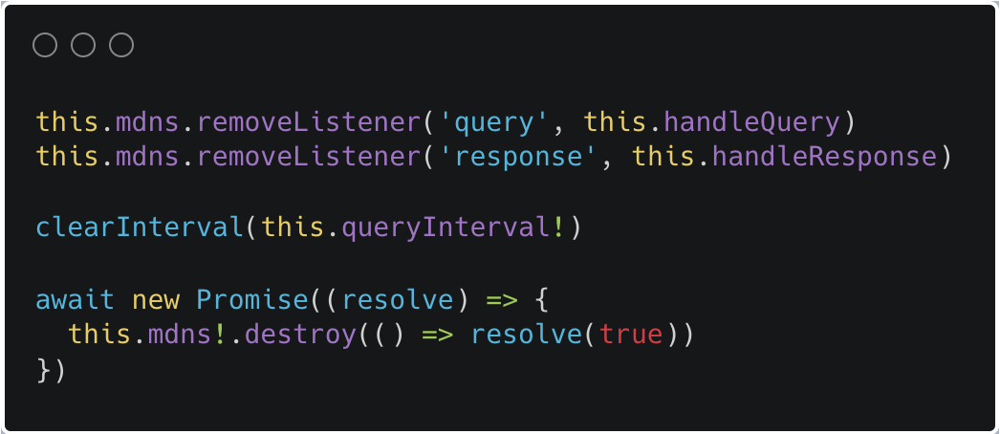 this.mdns.removeListener('query', this.handleQuery)
this.mdns.removeListener('response', this.handleResponse)

clearInterval(this.queryInterval!)

await new Promise((resolve) => {
  this.mdns!.destroy(() => resolve(true))
})